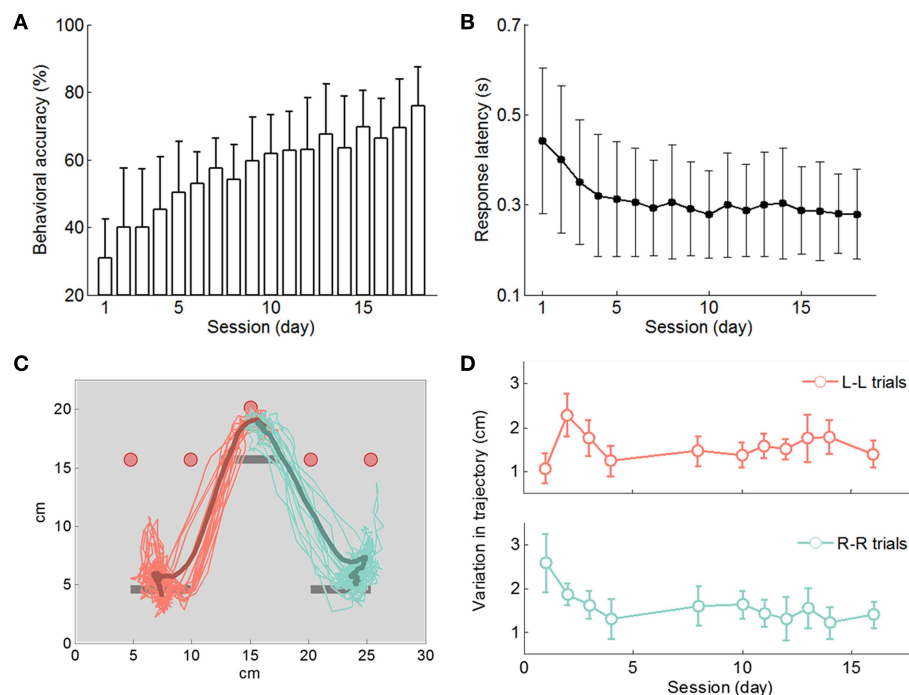 A
Behavioral accuracy (%)
100
80
60
40
20
1
5
10
15
Session (day)
B
Response latency (s)
0.5
0.3
0.1
1
5
10
15
Session (day)
C
cm
20
15
10
5
0
0
5
10
15
20
25
30
cm
D
Variation in trajectory (cm)
3
2
1
L-L trials
3
2
1
R-R trials
0
5
10
15
Session (day)